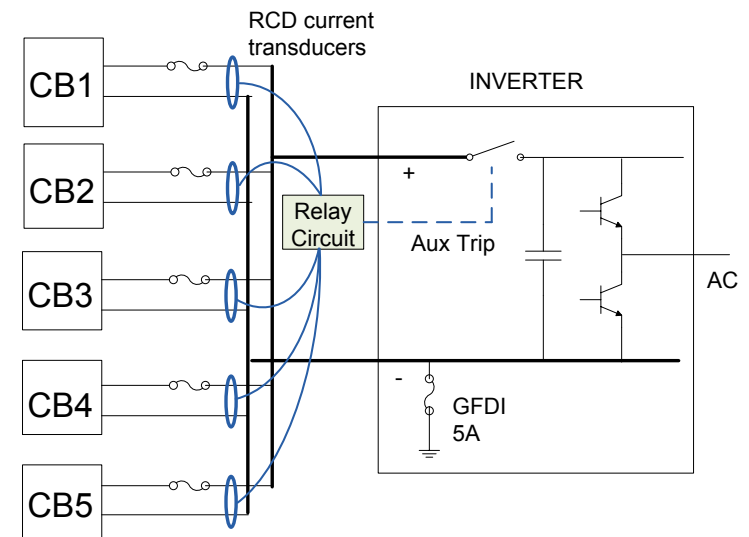 RCD current
transducers
INVERTER
CB1
CB2
CB3
CB4
CB5
Relay
Circuit
Aux Trip
+
-
AC
GFDI
5A